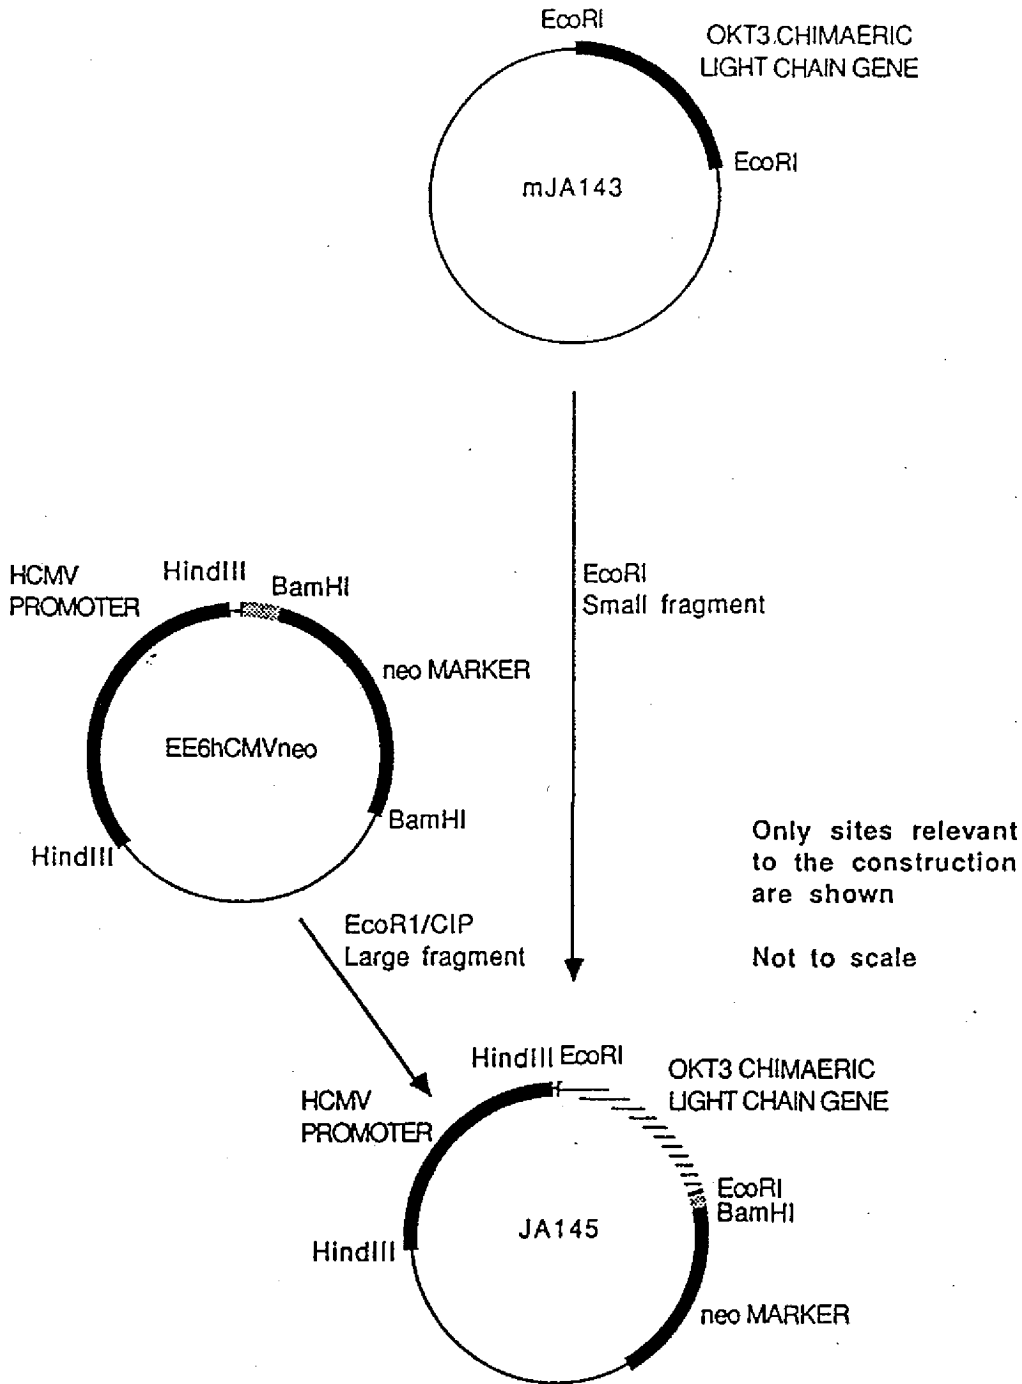 EcoRI
OKT3.CHIMAERIC
LIGHT CHAIN GENE
EcoRI
mJA143
EcoRI
Small fragment
HCMV
PROMOTER
HindIII
BamHI
neo MARKER
EE6hCMVneo
BamHI
HindIII
Only sites relevant
to the construction
are shown
Not to scale
EcoR1/CIP
Large fragment
HindIII EcoRI
OKT3 CHIMAERIC
LIGHT CHAIN GENE
HCMV
PROMOTER
EcoRI
BamHI
JA145
HindIII
neo MARKER